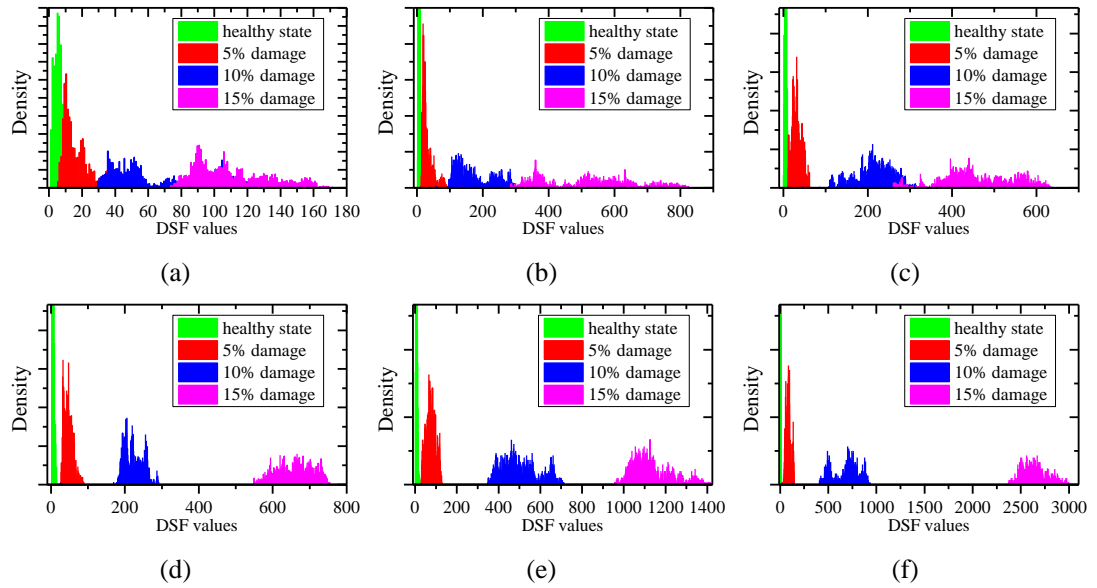 healthy state
5% damage
10% damage
15% damage
Density
0 20 40 60 80 100 120 140 160 180
DSF values
(a)
healthy state
5% damage
10% damage
15% damage
Density
0 200 400 600 800
DSF values
(b)
healthy state
5% damage
10% damage
15% damage
Density
0 200 400 600
DSF values
(c)
healthy state
5% damage
10% damage
15% damage
Density
0 200 400 600 800
DSF values
(d)
healthy state
5% damage
10% damage
15% damage
Density
0 200 400 600 800 1000 1200 1400
DSF values
(e)
healthy state
5% damage
10% damage
15% damage
Density
0 500 1000 1500 2000 2500 3000
DSF values
(f)